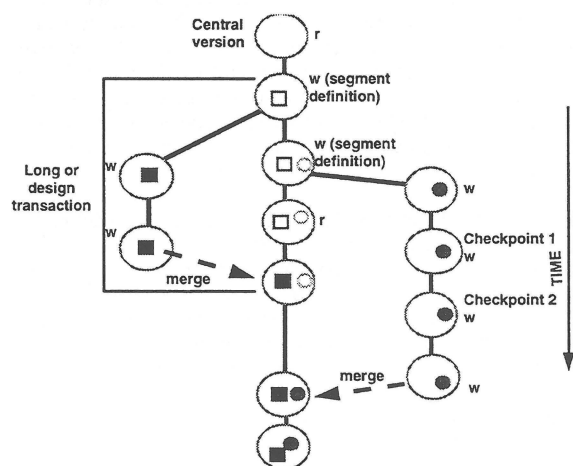 Central
version
r
w (segment
definition)
w (segment
definition)
w
w
Long or
design
transaction
w
r
Checkpoint 1
w
merge
Checkpoint 2
w
TIME
merge
w